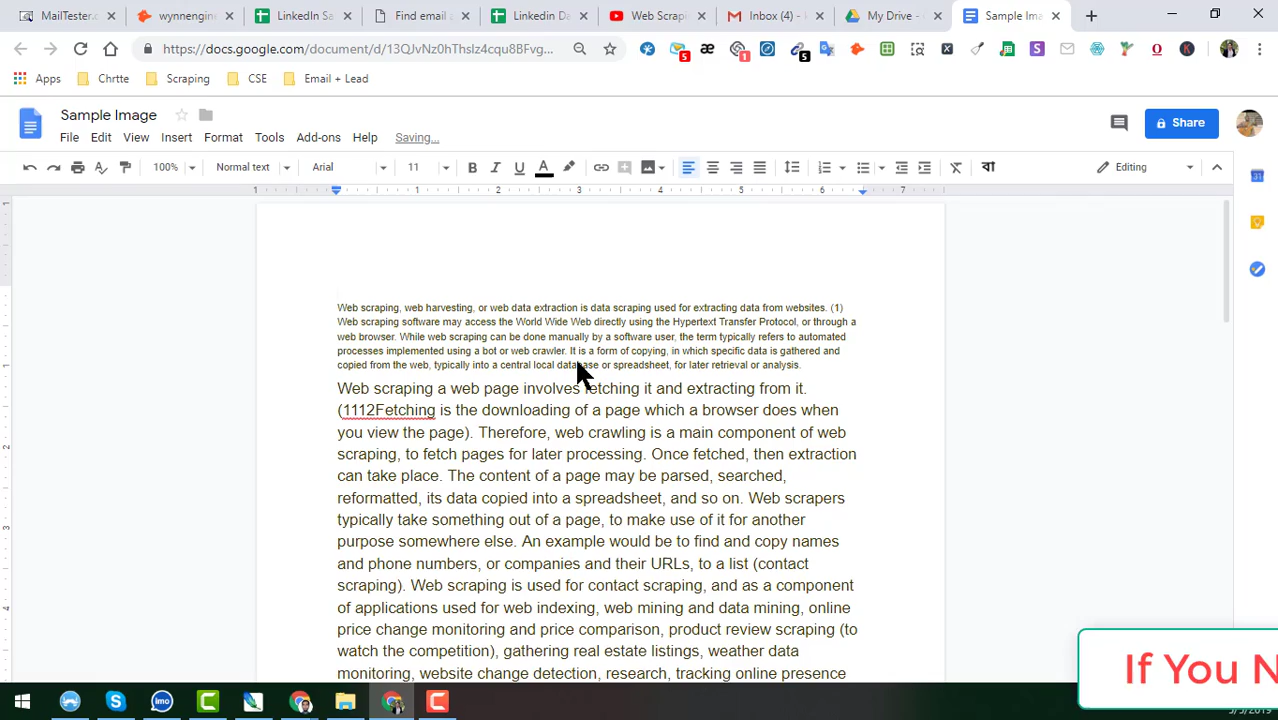 MailTester.c
wynnengine
LinkedIn Sa
Find email a
Linkedin Da
Web Scrape
Inbox (4) - k
My Drive -
Sample Image
https://docs.google.com/document/d/13QJvNz0hThslz4cqu8BFvg...
5
1
5
Apps
Chrtte
Scraping
CSE
Email + Lead
Sample Image
Share
File Edit View Insert Format Tools Add-ons Help Saving...
100% Normal text Arial 11 B I U A বা Editing
1 1 2 3 4 5 6 7
Web scraping, web harvesting, or web data extraction is data scraping used for extracting data from websites. (1)
Web scraping software may access the World Wide Web directly using the Hypertext Transfer Protocol, or through a
web browser. While web scraping can be done manually by a software user, the term typically refers to automated
processes implemented using a bot or web crawler. It is a form of copying, in which specific data is gathered and
copied from the web, typically into a central local database or spreadsheet, for later retrieval or analysis.
Web scraping a web page involves fetching it and extracting from it.
(1112Fetching is the downloading of a page which a browser does when
you view the page). Therefore, web crawling is a main component of web
scraping, to fetch pages for later processing. Once fetched, then extraction
can take place. The content of a page may be parsed, searched,
reformatted, its data copied into a spreadsheet, and so on. Web scrapers
typically take something out of a page, to make use of it for another
purpose somewhere else. An example would be to find and copy names
and phone numbers, or companies and their URLs, to a list (contact
scraping). Web scraping is used for contact scraping, and as a component
of applications used for web indexing, web mining and data mining, online
price change monitoring and price comparison, product review scraping (to
watch the competition), gathering real estate listings, weather data
monitoring, website change detection, research, tracking online presence
If You N